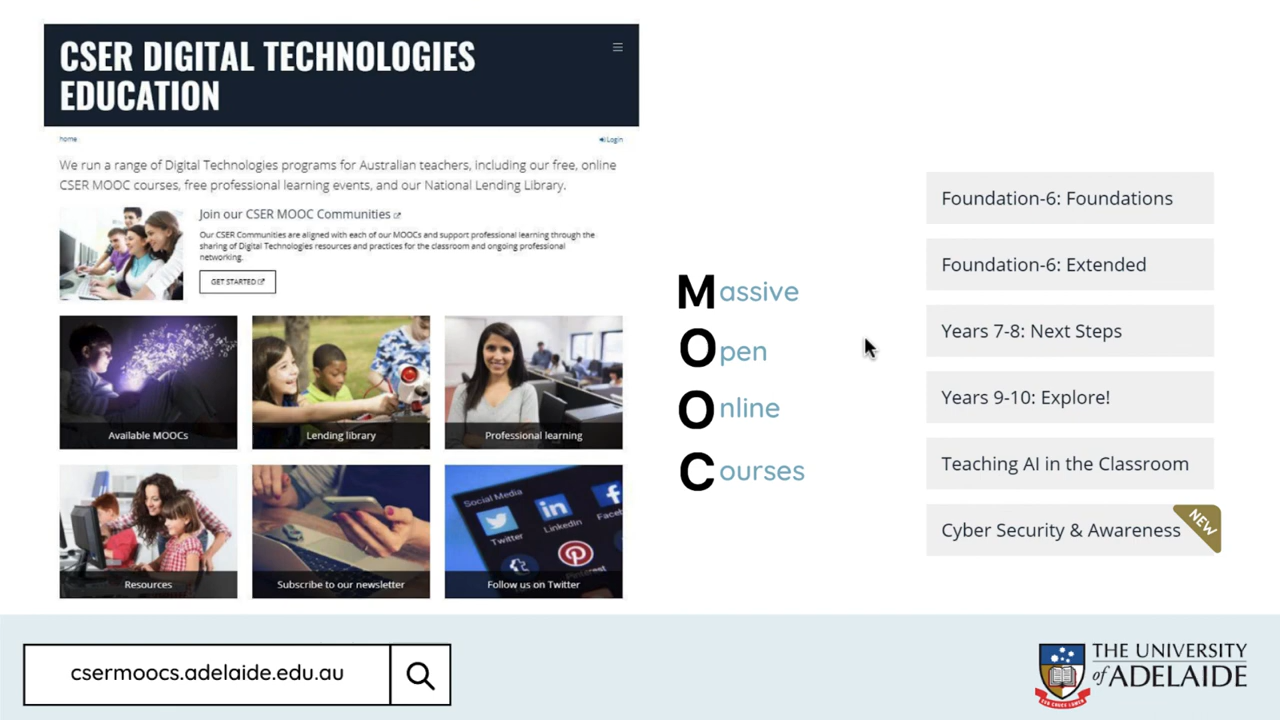 CSER DIGITAL TECHNOLOGIES
EDUCATION
home
Login
We run a range of Digital Technologies programs for Australian teachers, including our free, online
CSER MOOC courses, free professional learning events, and our National Lending Library.
Join our CSER MOOC Communities
Our CSER Communities are aligned with each of our MOOCs and support professional learning through the
sharing of Digital Technologies resources and practices for the classroom and ongoing professional
networking.
GET STARTED
Available MOOCs
Lending library
Professional learning
Social Media
Twitter
LinkedIn
Pinterest
Resources
Subscribe to our newsletter
Follow us on Twitter
Massive
Open
Online
Courses
Foundation-6: Foundations
Foundation-6: Extended
Years 7-8: Next Steps
Years 9-10: Explore!
Teaching AI in the Classroom
Cyber Security & Awareness
NEW
csermoocs.adelaide.edu.au
THE UNIVERSITY
of ADELAIDE